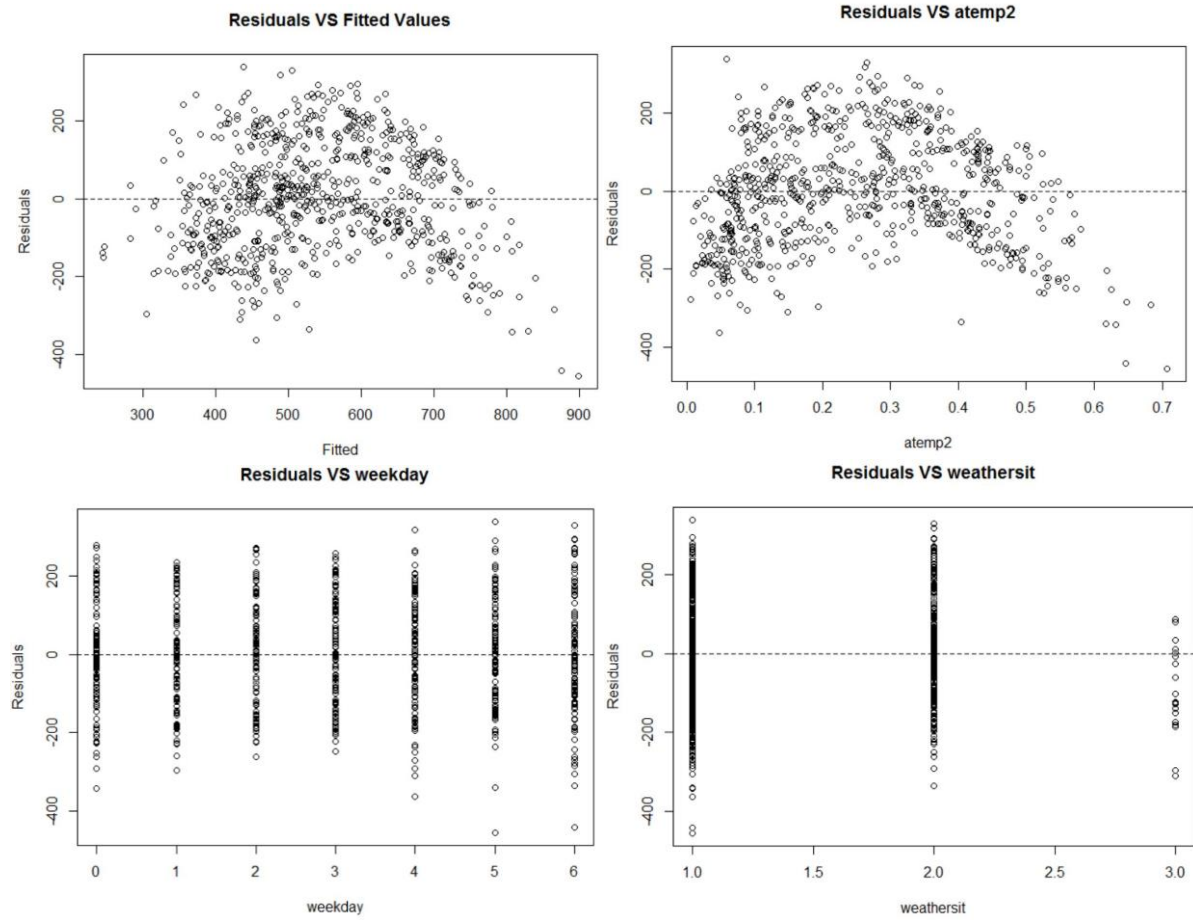 Residuals VS Fitted Values
Residuals
200
0
-200
-400
300 400 500 600 700 800 900
Fitted
Residuals VS atemp2
Residuals
200
0
-200
-400
0.0 0.1 0.2 0.3 0.4 0.5 0.6 0.7
atemp2
Residuals VS weekday
Residuals
200
0
-200
-400
0 1 2 3 4 5 6
weekday
Residuals VS weathersit
Residuals
200
0
-200
-400
1.0 1.5 2.0 2.5 3.0
weathersit